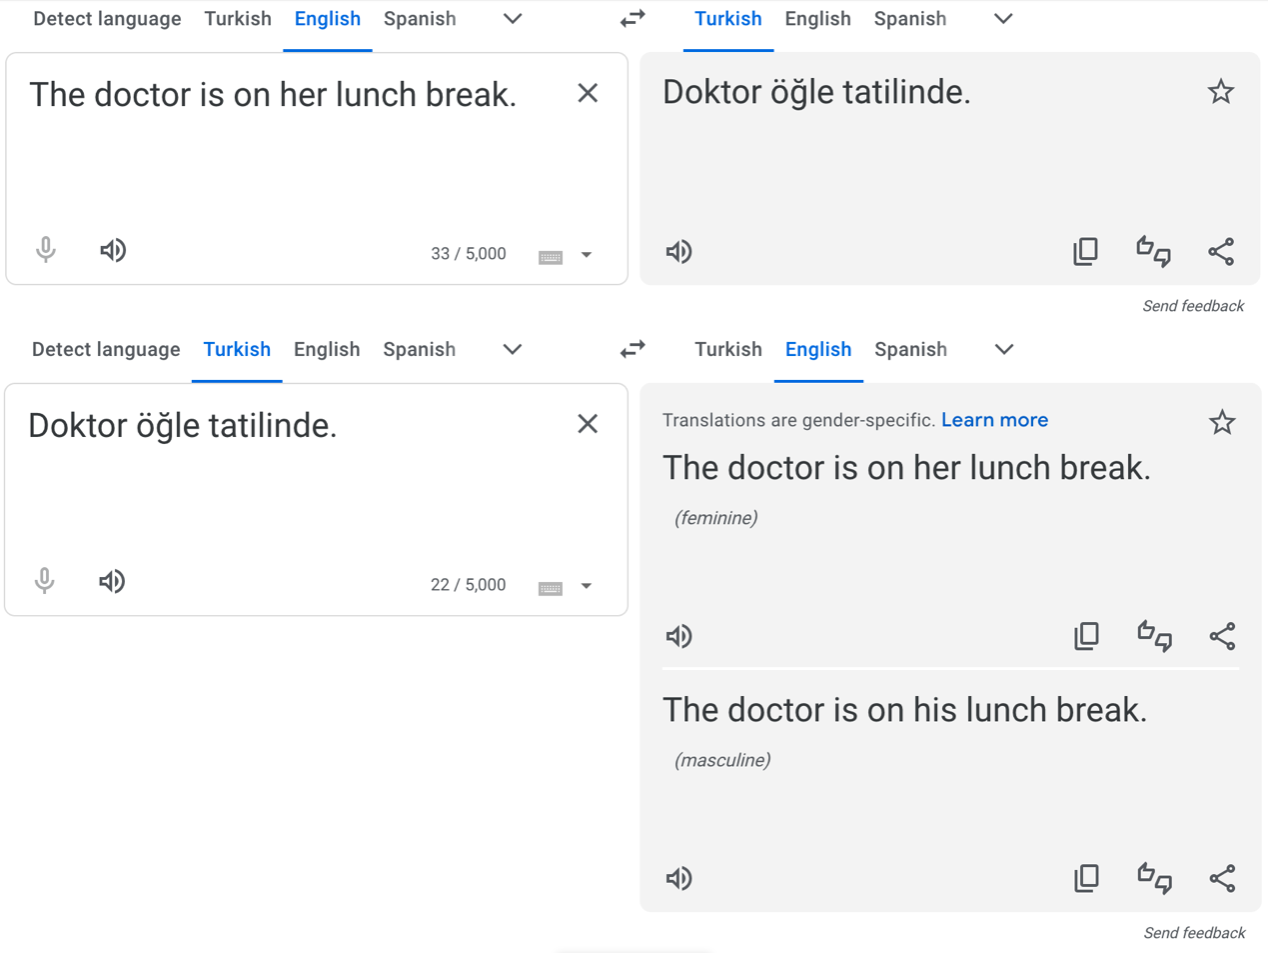 Detect language Turkish English Spanish Turkish English Spanish
The doctor is on her lunch break.
Doktor öğle tatilinde.
33 / 5,000
Send feedback
Detect language Turkish English Spanish Turkish English Spanish
Doktor öğle tatilinde.
22 / 5,000
Translations are gender-specific. Learn more
The doctor is on her lunch break.
(feminine)
The doctor is on his lunch break.
(masculine)
Send feedback